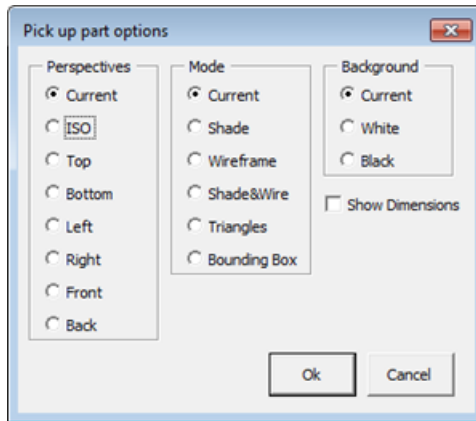 Pick up part options
Perspectives
Current
ISO
Top
Bottom
Left
Right
Front
Back
Mode
Current
Shade
Wireframe
Shade&Wire
Triangles
Bounding Box
Background
Current
White
Black
Show Dimensions
Ok
Cancel